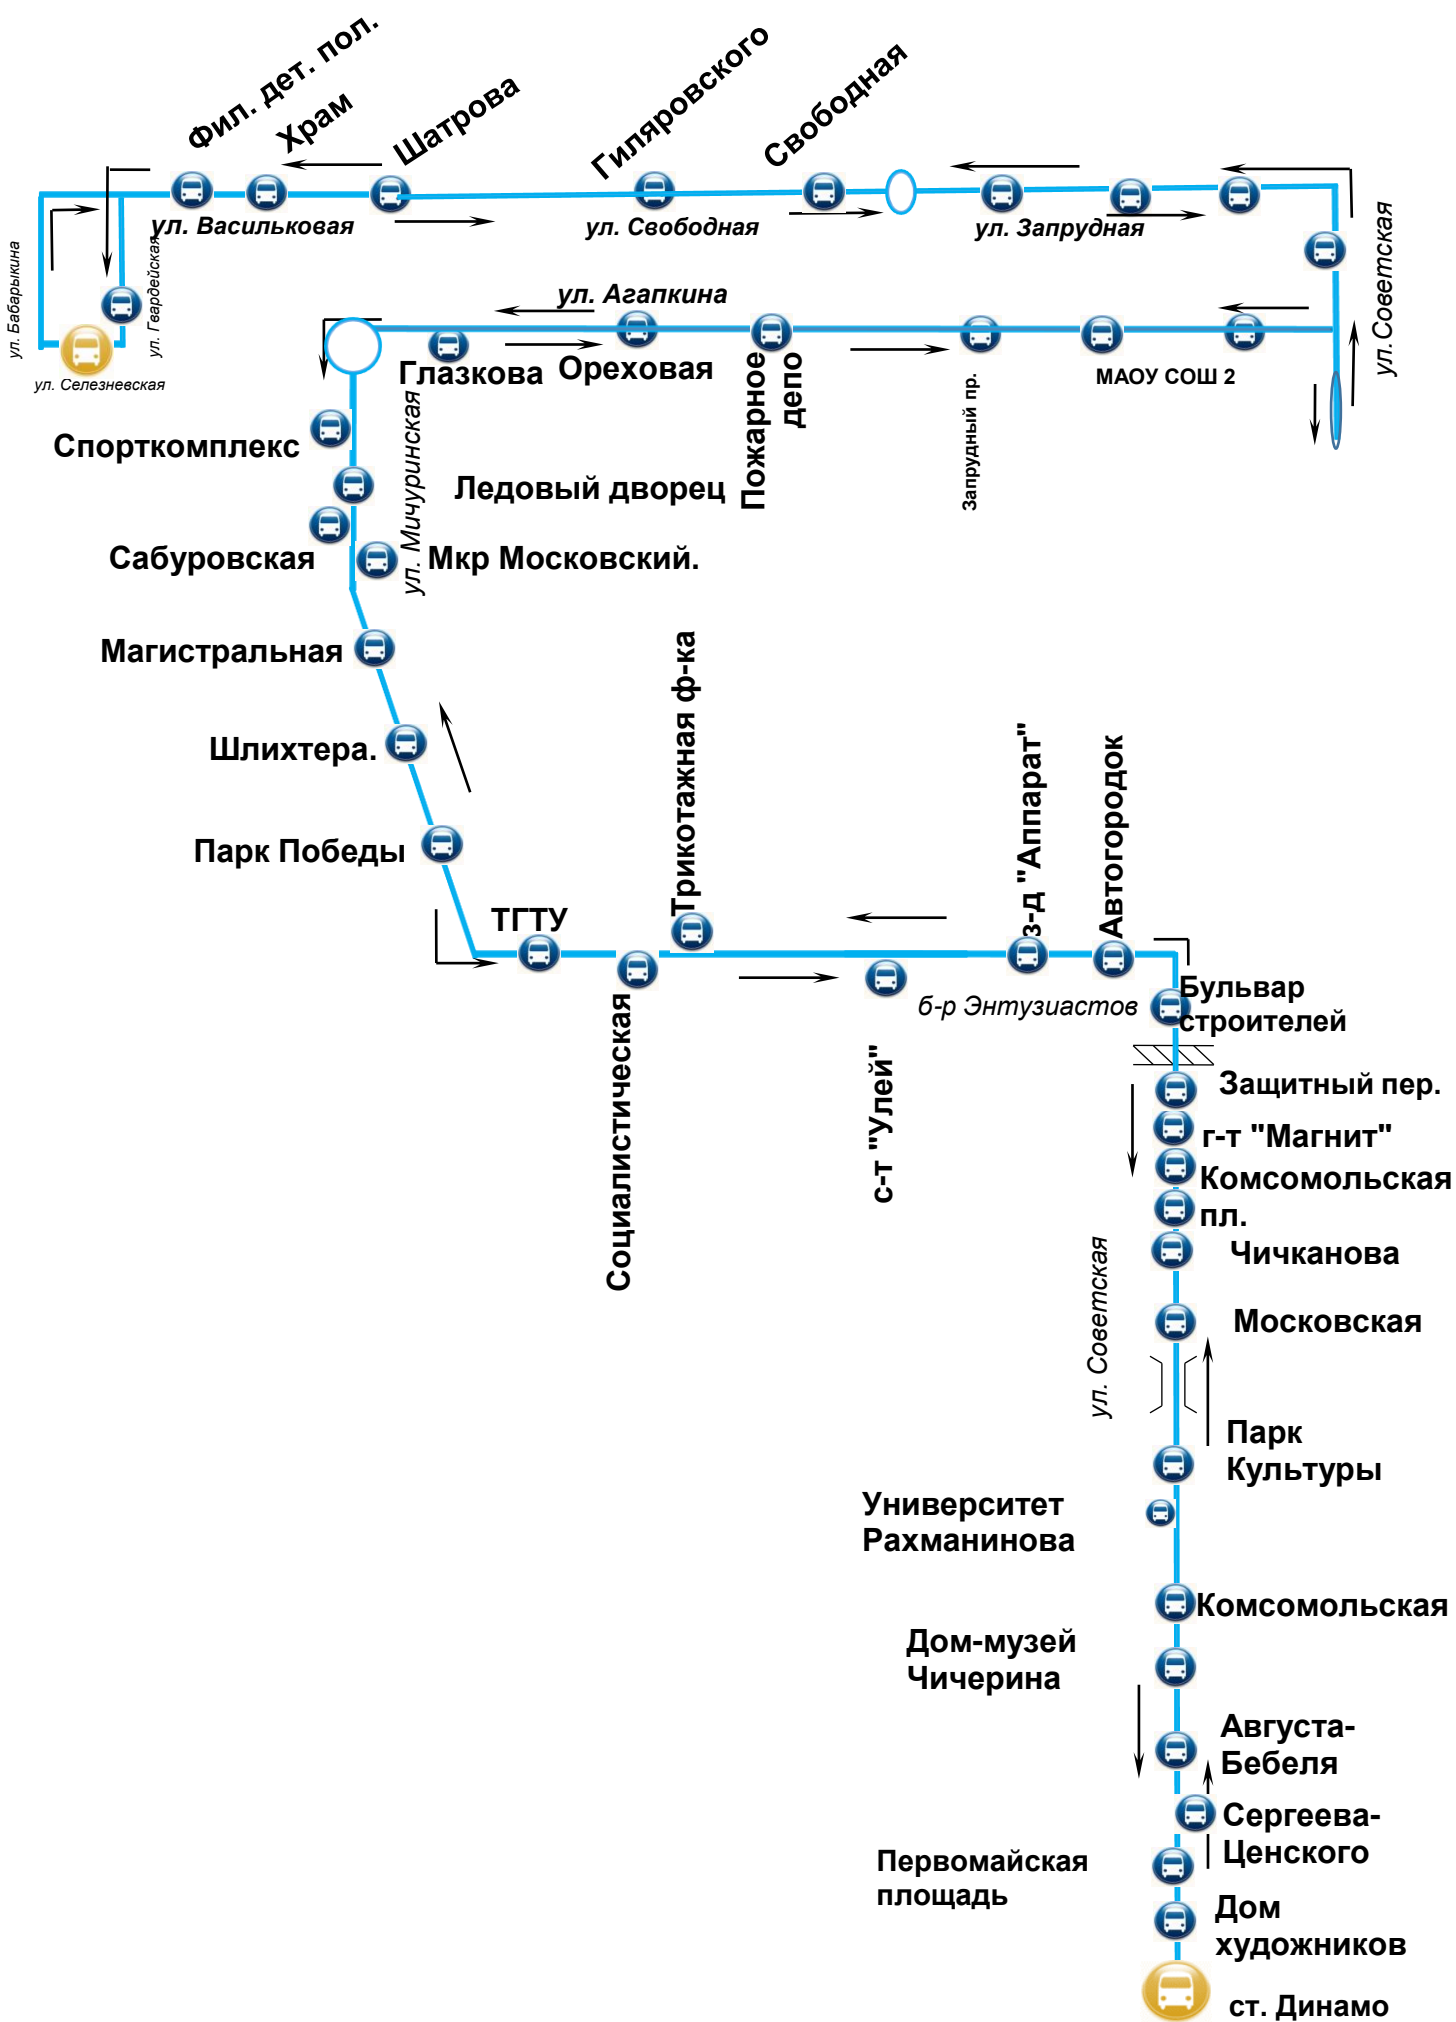 Фил. дет. пол.
Храм
Шатрова
Гиляровского
Свободная
ул. Васильковая
ул. Свободная
ул. Запрудная
ул. Бабарыкина
ул. Гвардейская
ул. Советская
ул. Селезневская
ул. Агапкина
Глазкова
Ореховая
Пожарное
депо
Запрудный пр.
МАОУ СОШ 2
Спорткомплекс
ул. Мичуринская
Ледовый дворец
Сабуровская
Мкр Московский.
Магистральная
Шлихтера.
Парк Победы
ТГТУ
Трикотажная ф-ка
з-д "Аппарат"
Автогородок
Социалистическая
с-т "Улей"
б-р Энтузиастов
Бульвар
строителей
Защитный пер.
г-т "Магнит"
Комсомольская
пл.
Чичканова
ул. Советская
Московская
Парк
Культуры
Университет
Рахманинова
Комсомольская
Дом-музей
Чичерина
Августа-
Бебеля
Сергеева-
Ценского
Первомайская
площадь
Дом
художников
ст. Динамо